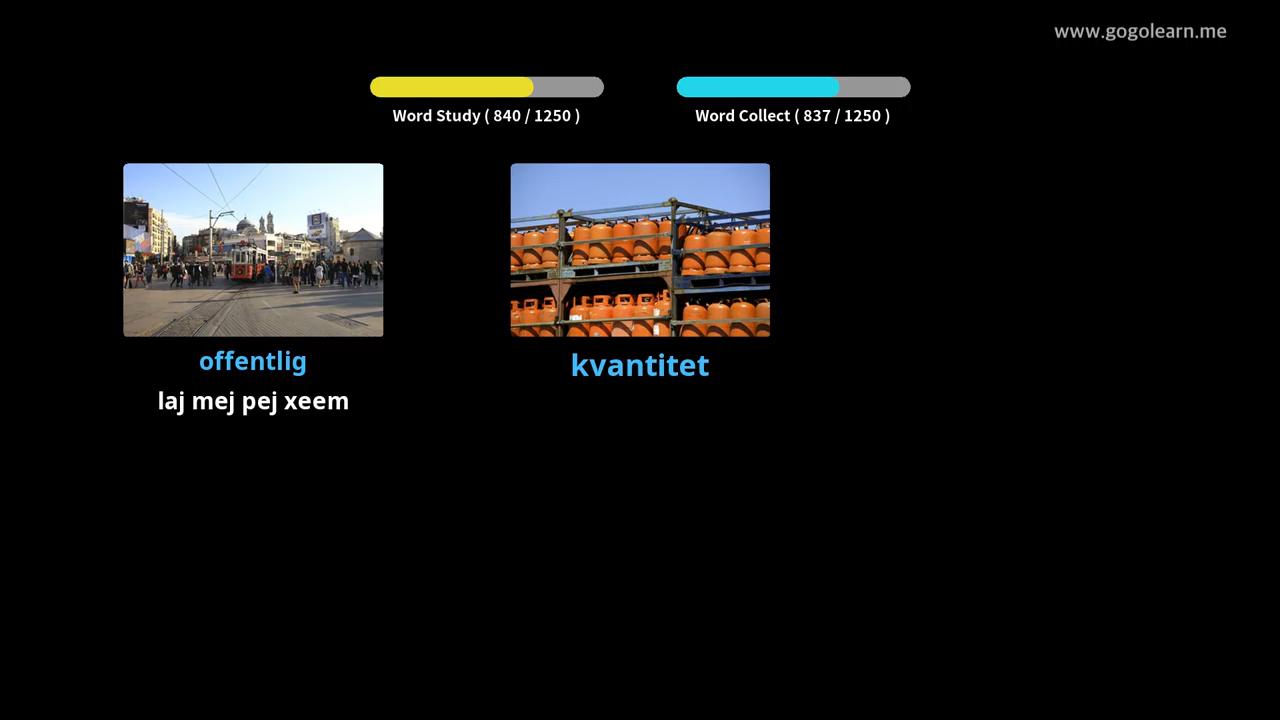 www.gogolearn.me
Word Study ( 840 / 1250 )
Word Collect ( 837 / 1250 )
offentlig
laj mej pej xeem
kvantitet